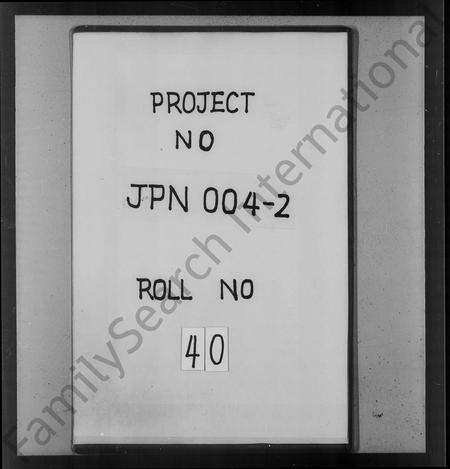 PROJECT
NO
JPN 004-2
ROLL NO
40
FamilySearch International